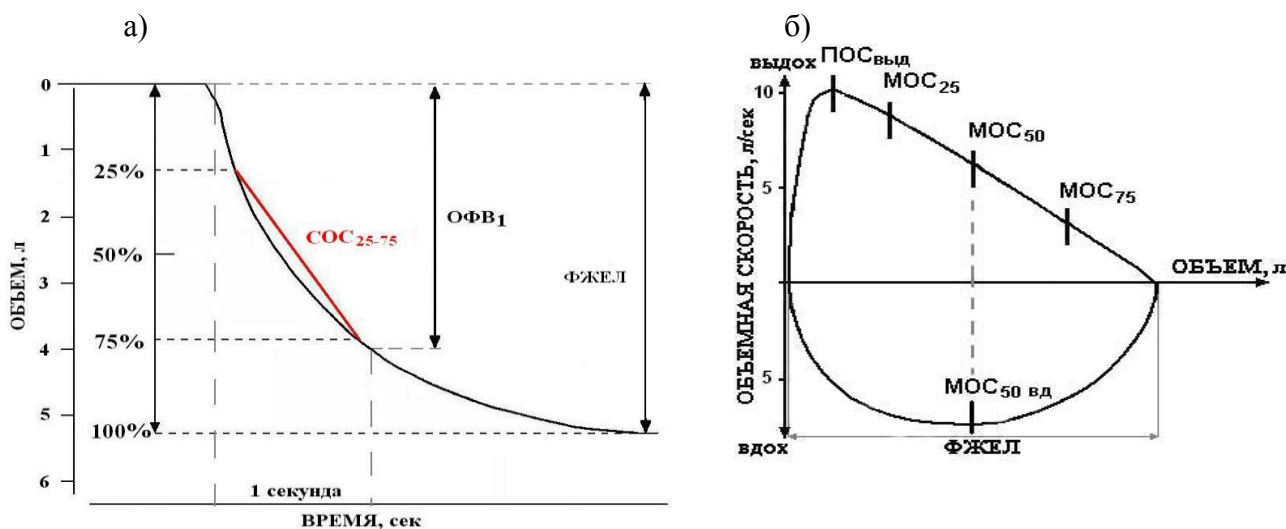 а)
0
1
2
3
4
5
6
ОБЪЕМ, л
25%
50%
75%
100%
СОС25-75
ОФВ1
ФЖЕЛ
1 секунда
ВРЕМЯ, сек
б)
выдох
ПОСвыд
МОС25
10
МОС50
МОС75
5
ОБЪЕМНАЯ СКОРОСТЬ, л/сек
ОБЪЕМ, л
5
МОС50 вд
вдох
ФЖЕЛ